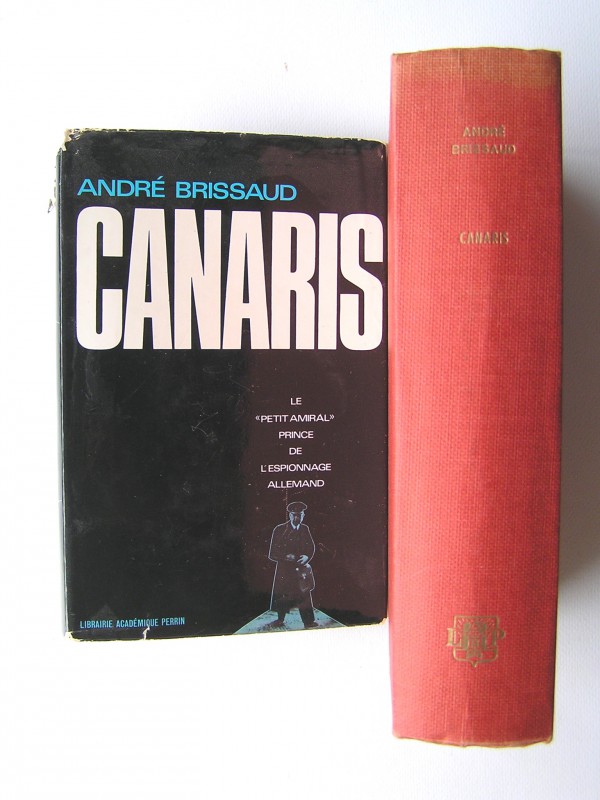 ANDRÉ BRISSAUD
CANARIS
LE
«PETIT AMIRAL»
PRINCE
DE
L'ESPIONNAGE
ALLEMAND
LIBRAIRIE ACADÉMIQUE PERRIN
ANDRÉ
BRISSAUD
CANARIS